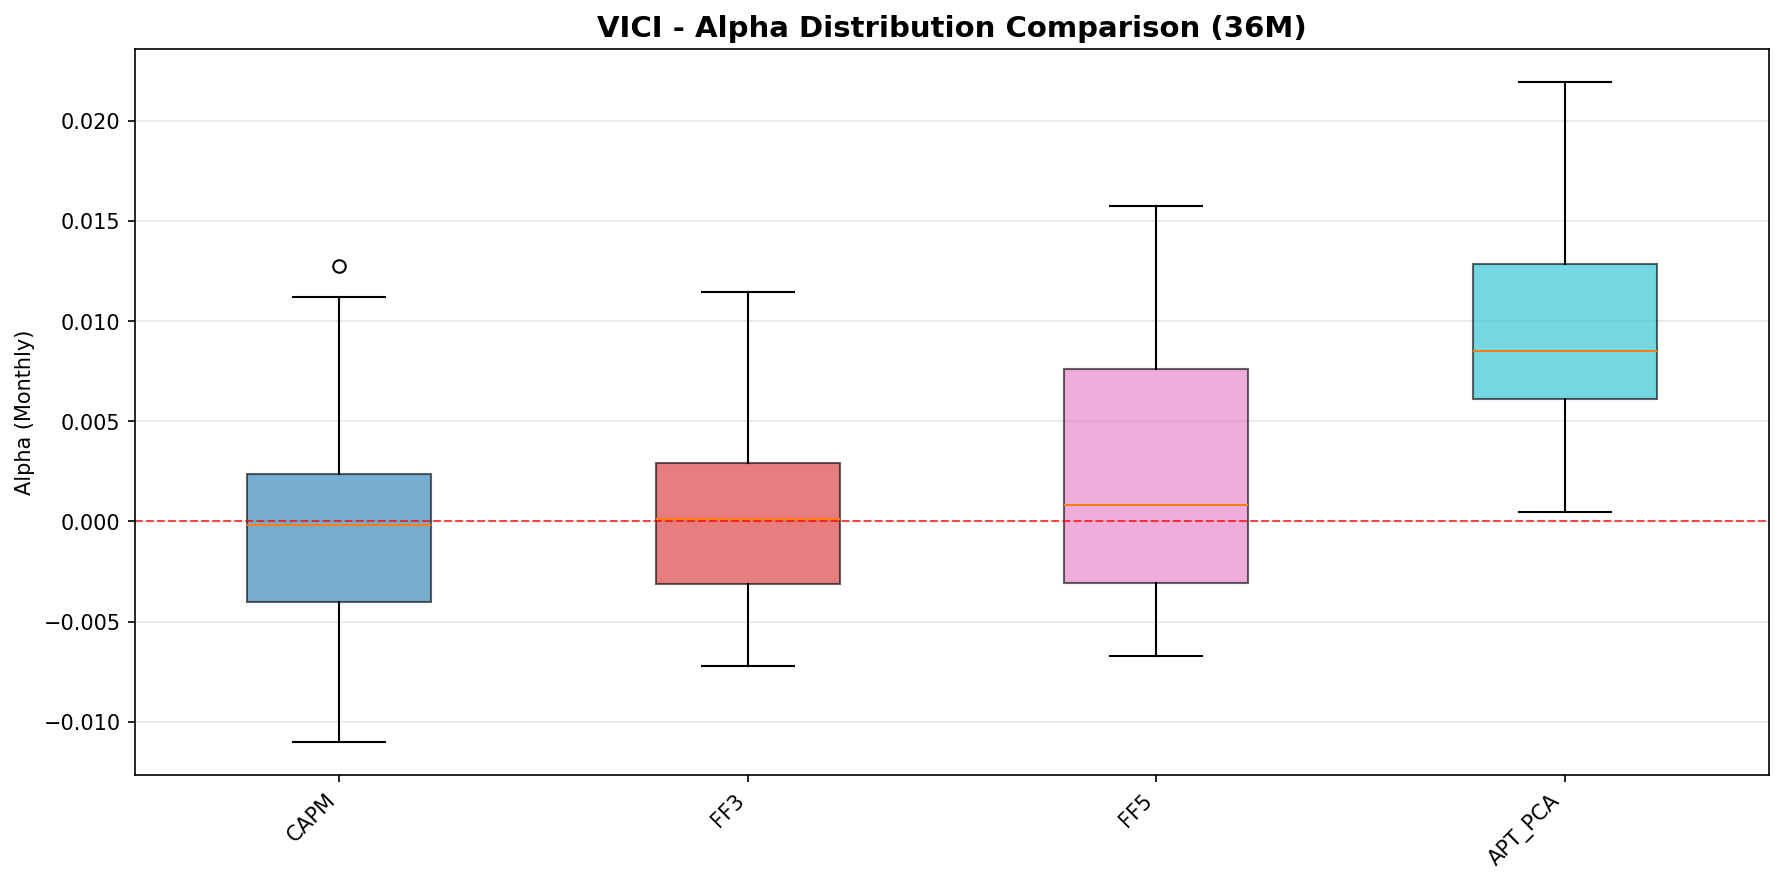 VICI - Alpha Distribution Comparison (36M)
Alpha (Monthly)
0.020
0.015
0.010
0.005
0.000
−0.005
−0.010
CAPM
FF3
FF5
APT_PCA